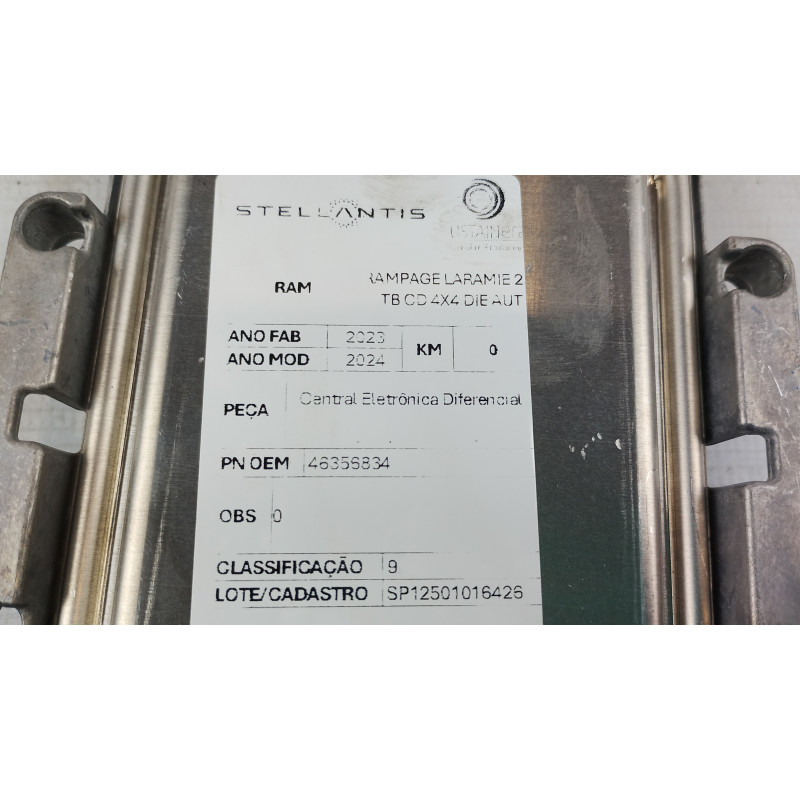 STELLANTIS
RAM
RAMPAGE LARAMIE 2
TB CD 4X4 DIE AUT
ANO FAB 2023
ANO MOD 2024
KM 0
PEÇA Central Eletrônica Diferencial
PN OEM 46356834
OBS 0
CLASSIFICAÇÃO 9
LOTE/CADASTRO SP12501016426